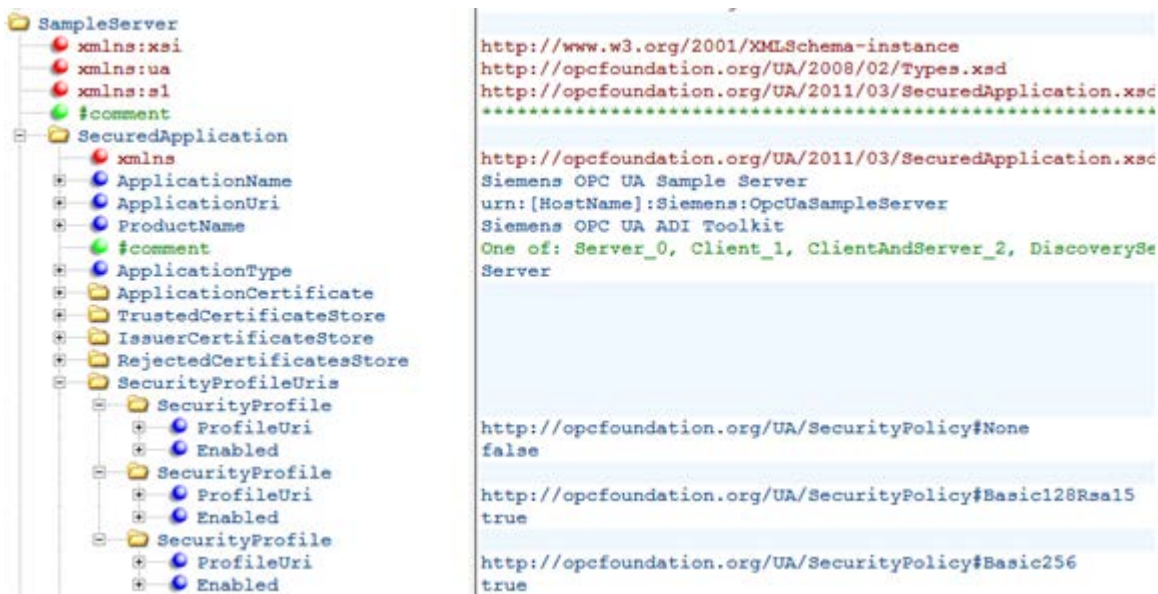 SampleServer
xmlns:xsi http://www.w3.org/2001/XMLSchema-instance
xmlns:ua http://opcfoundation.org/UA/2008/02/Types.xsd
xmlns:s1 http://opcfoundation.org/UA/2011/03/SecuredApplication.xsd
#comment ****************************************************************
SecuredApplication
xmlns http://opcfoundation.org/UA/2011/03/SecuredApplication.xsd
ApplicationName Siemens OPC UA Sample Server
ApplicationUri urn:[HostName]:Siemens:OpcUaSampleServer
ProductName Siemens OPC UA ADI Toolkit
#comment One of: Server_0, Client_1, ClientAndServer_2, DiscoverySe
ApplicationType Server
ApplicationCertificate
TrustedCertificateStore
IssuerCertificateStore
RejectedCertificatesStore
SecurityProfileUris
SecurityProfile
ProfileUri http://opcfoundation.org/UA/SecurityPolicy#None
Enabled false
SecurityProfile
ProfileUri http://opcfoundation.org/UA/SecurityPolicy#Basic128Rsa15
Enabled true
SecurityProfile
ProfileUri http://opcfoundation.org/UA/SecurityPolicy#Basic256
Enabled true